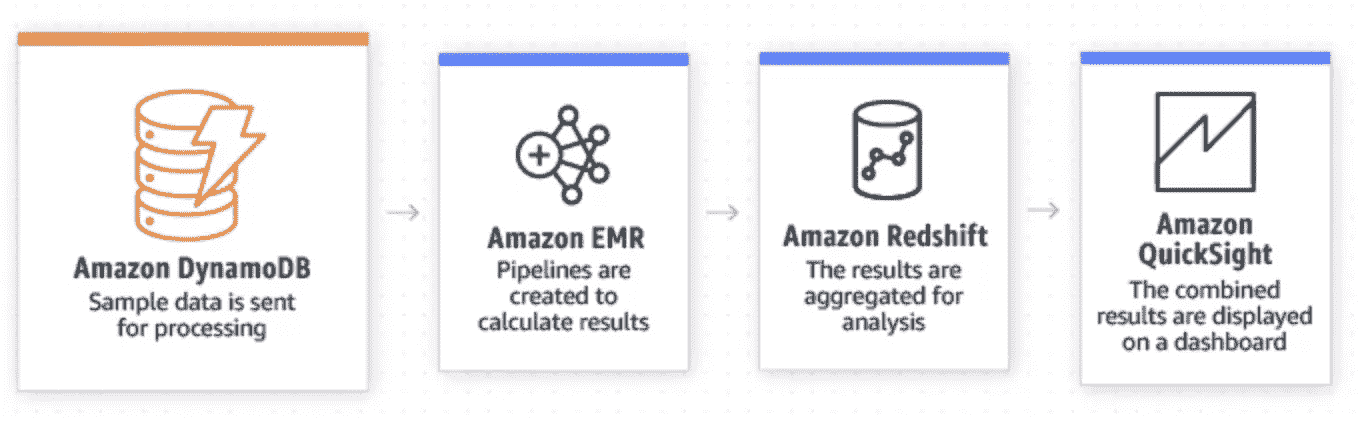 Amazon DynamoDB
Sample data is sent
for processing
Amazon EMR
Pipelines are
created to
calculate results
Amazon Redshift
The results are
aggregated for
analysis
Amazon
QuickSight
The combined
results are displayed
on a dashboard